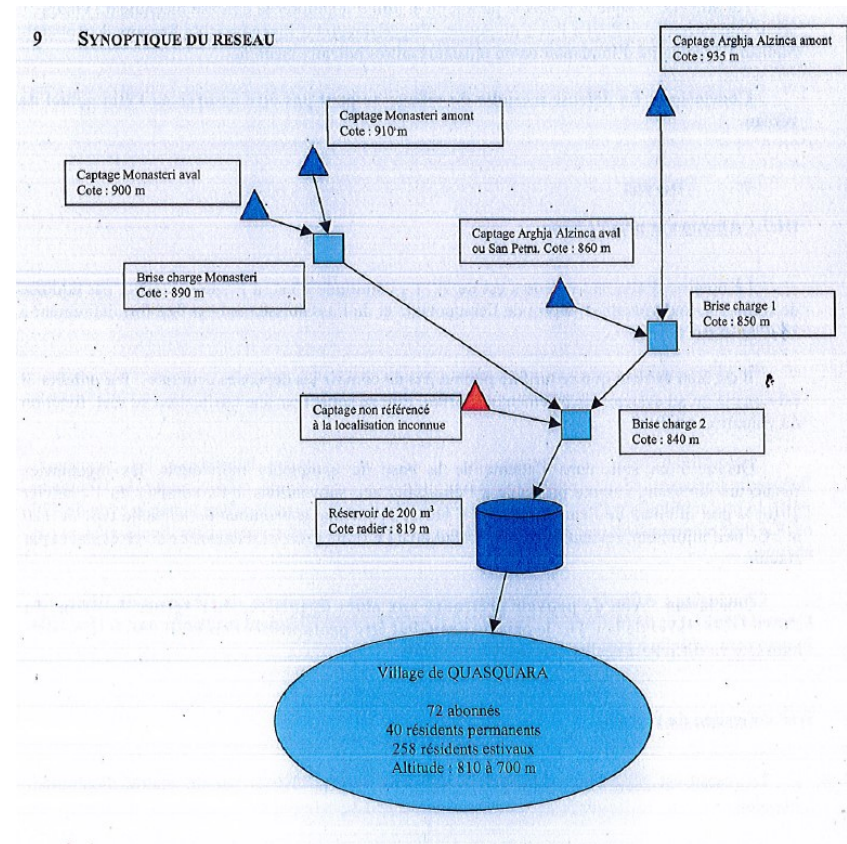 9 SYNOPTIQUE DU RESEAU
Captage Arghja Alzinca amont
Cote : 935 m
Captage Monasteri amont
Cote : 910 m
Captage Monasteri aval
Cote : 900 m
Captage Arghja Alzinca aval
ou San Petru. Cote : 860 m
Brise charge Monasteri
Cote : 890 m
Brise charge 1
Cote : 850 m
Captage non référencé
à la localisation inconnue
Brise charge 2
Cote : 840 m
Réservoir de 200 m³
Cote radier : 819 m
Village de QUASQUARA
72 abonnés
40 résidents permanents
258 résidents estivaux
Altitude : 810 à 700 m